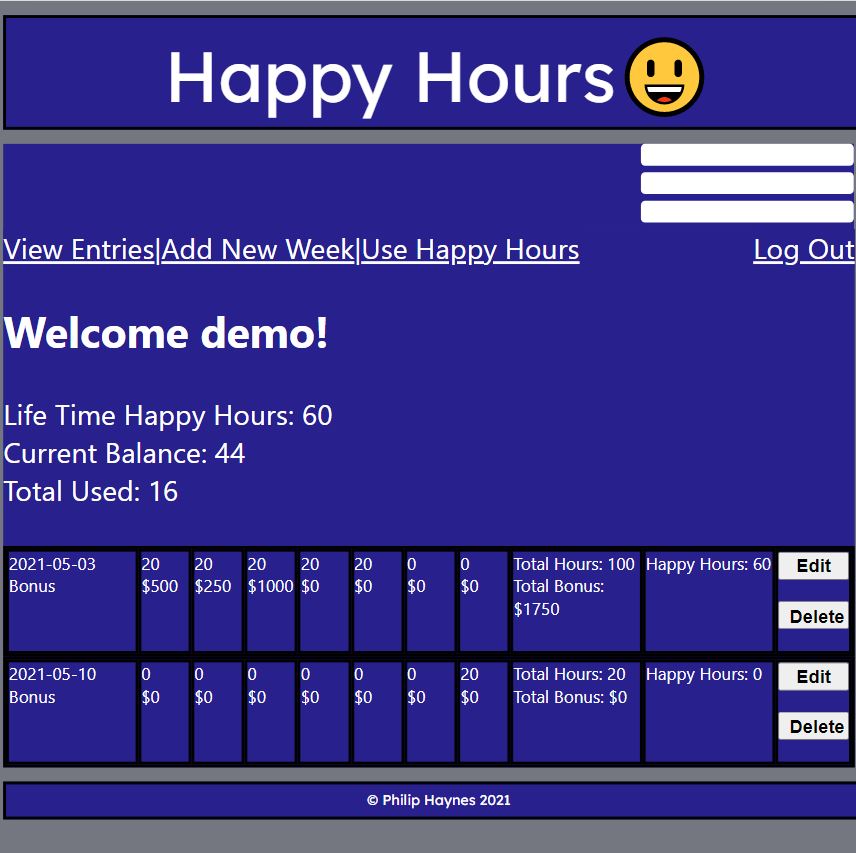 Happy Hours
View Entries|Add New Week|Use Happy Hours Log Out
Welcome demo!
Life Time Happy Hours: 60
Current Balance: 44
Total Used: 16
2021-05-03 20 20 20 20 20 0 0 Total Hours: 100 Happy Hours: 60 Edit
Bonus $500 $250 $1000 $0 $0 $0 $0 Total Bonus:
$1750
Delete
2021-05-10 0 0 0 0 0 0 20 Total Hours: 20 Happy Hours: 0 Edit
Bonus $0 $0 $0 $0 $0 $0 $0 Total Bonus: $0
Delete
© Philip Haynes 2021